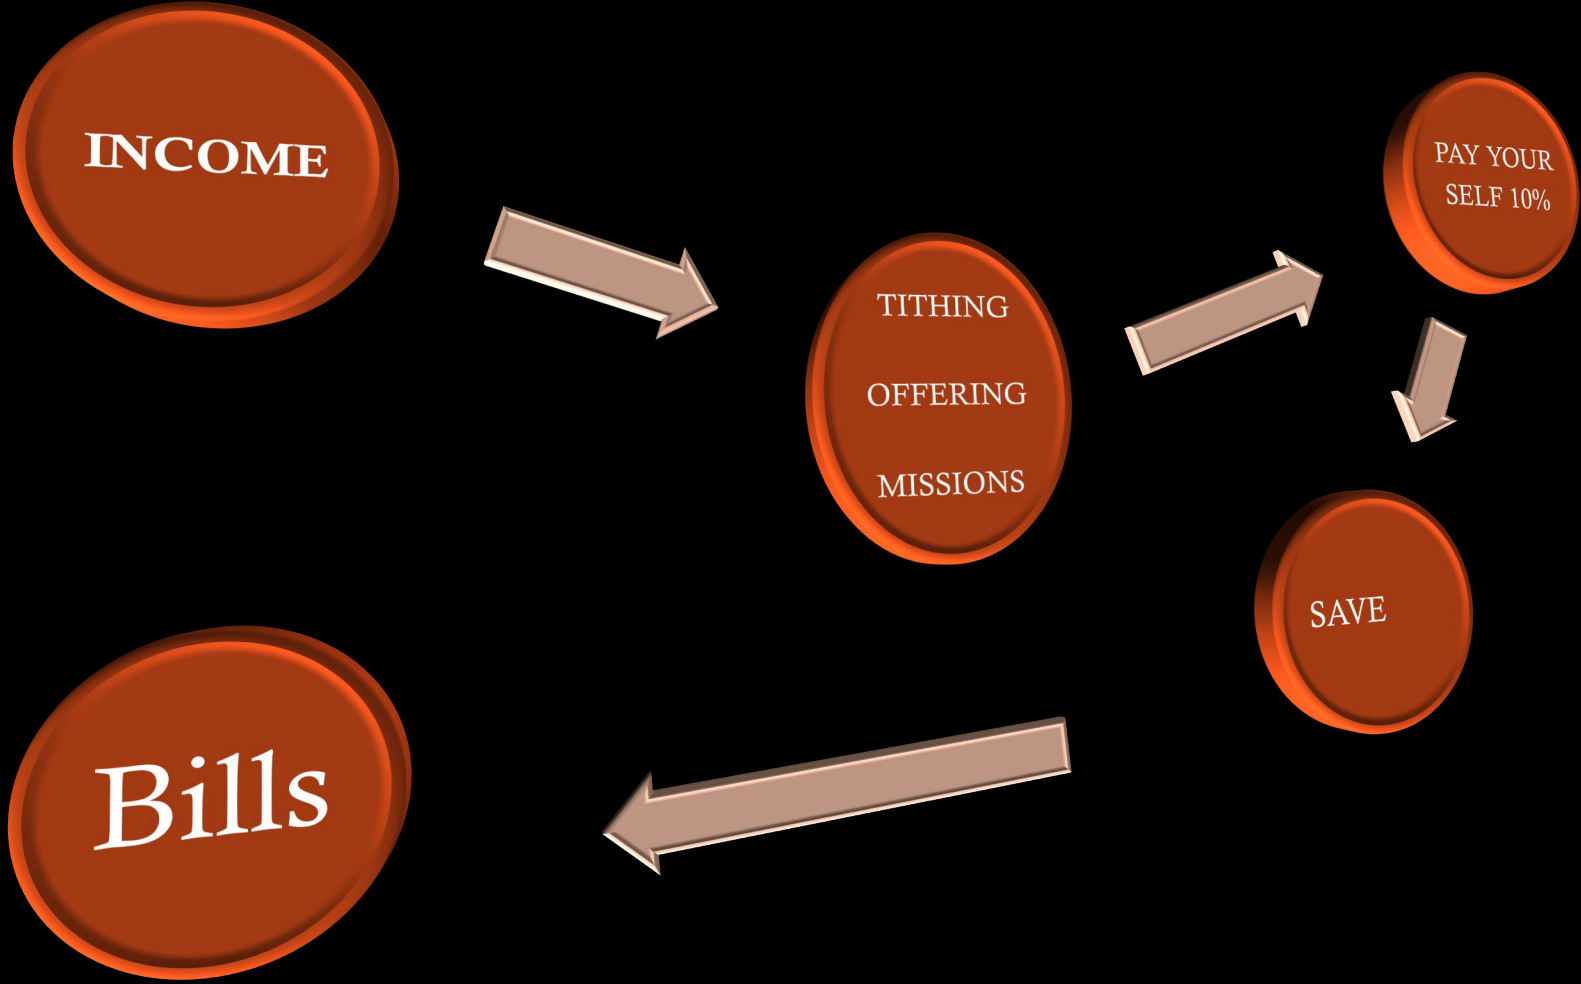 INCOME
TITHING
OFFERING
MISSIONS
PAY YOUR
SELF 10%
SAVE
Bills